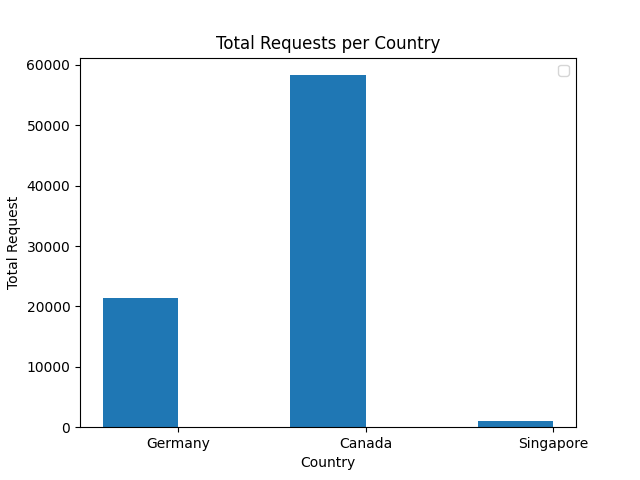 Total Requests per Country
60000
50000
40000
30000
20000
10000
0
Total Request
Germany Canada Singapore
Country